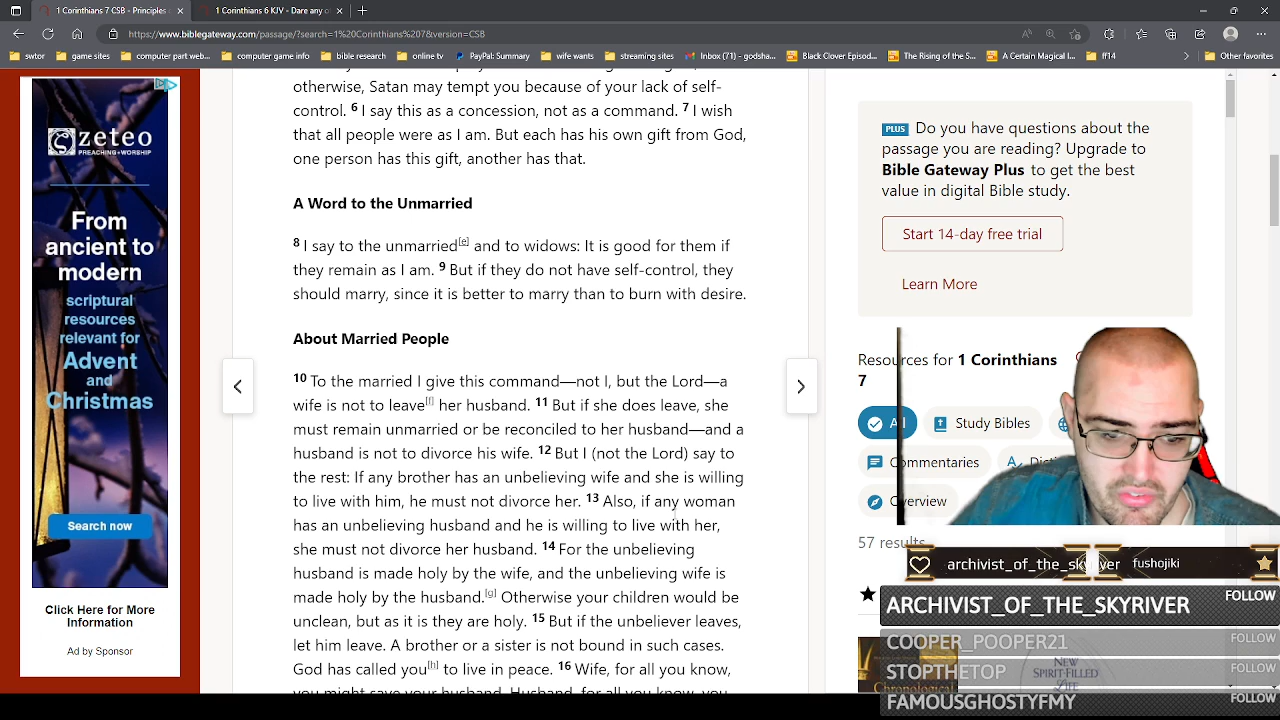 1 Corinthians 7 CSB - Principles
1 Corinthians 6 KJV - Dare any o
https://www.biblegateway.com/passage/?search=1%20Corinthians%207&version=CSB
swtor
game sites
computer part web...
computer game info
bible research
online tv
PayPal: Summary
wife wants
streaming sites
Inbox (71) - godsha...
Black Clover Episod...
The Rising of the S...
A Certain Magical I...
ff14
Other favorites
zeteo
PREACHING+WORSHIP
From
ancient to
modern
scriptural
resources
relevant for
Advent
and
Christmas
Search now
Click Here for More
Information
Ad by Sponsor
otherwise, Satan may tempt you because of your lack of self-
control. 6 I say this as a concession, not as a command. 7 I wish
that all people were as I am. But each has his own gift from God,
one person has this gift, another has that.
A Word to the Unmarried
8 I say to the unmarried[e] and to widows: It is good for them if
they remain as I am. 9 But if they do not have self-control, they
should marry, since it is better to marry than to burn with desire.
About Married People
10 To the married I give this command—not I, but the Lord—a
wife is not to leave[f] her husband. 11 But if she does leave, she
must remain unmarried or be reconciled to her husband—and a
husband is not to divorce his wife. 12 But I (not the Lord) say to
the rest: If any brother has an unbelieving wife and she is willing
to live with him, he must not divorce her. 13 Also, if any woman
has an unbelieving husband and he is willing to live with her,
she must not divorce her husband. 14 For the unbelieving
husband is made holy by the wife, and the unbelieving wife is
made holy by the husband.[g] Otherwise your children would be
unclean, but as it is they are holy. 15 But if the unbeliever leaves,
let him leave. A brother or a sister is not bound in such cases.
God has called you[h] to live in peace. 16 Wife, for all you know,
you might save your husband. Husband, for all you know, you
PLUS Do you have questions about the
passage you are reading? Upgrade to
Bible Gateway Plus to get the best
value in digital Bible study.
Start 14-day free trial
Learn More
Resources for 1 Corinthians
7
Study Bibles
Commentaries
Overview
57 results
archivist_of_the_skyriver fushojiki
ARCHIVIST_OF_THE_SKYRIVER FOLLOW
COOPER_POOPER21 FOLLOW
STOPTHETOP FOLLOW
FAMOUSGHOSTYFMY FOLLOW
Chronological
NEW
SPIRIT-FILLED
LIFE